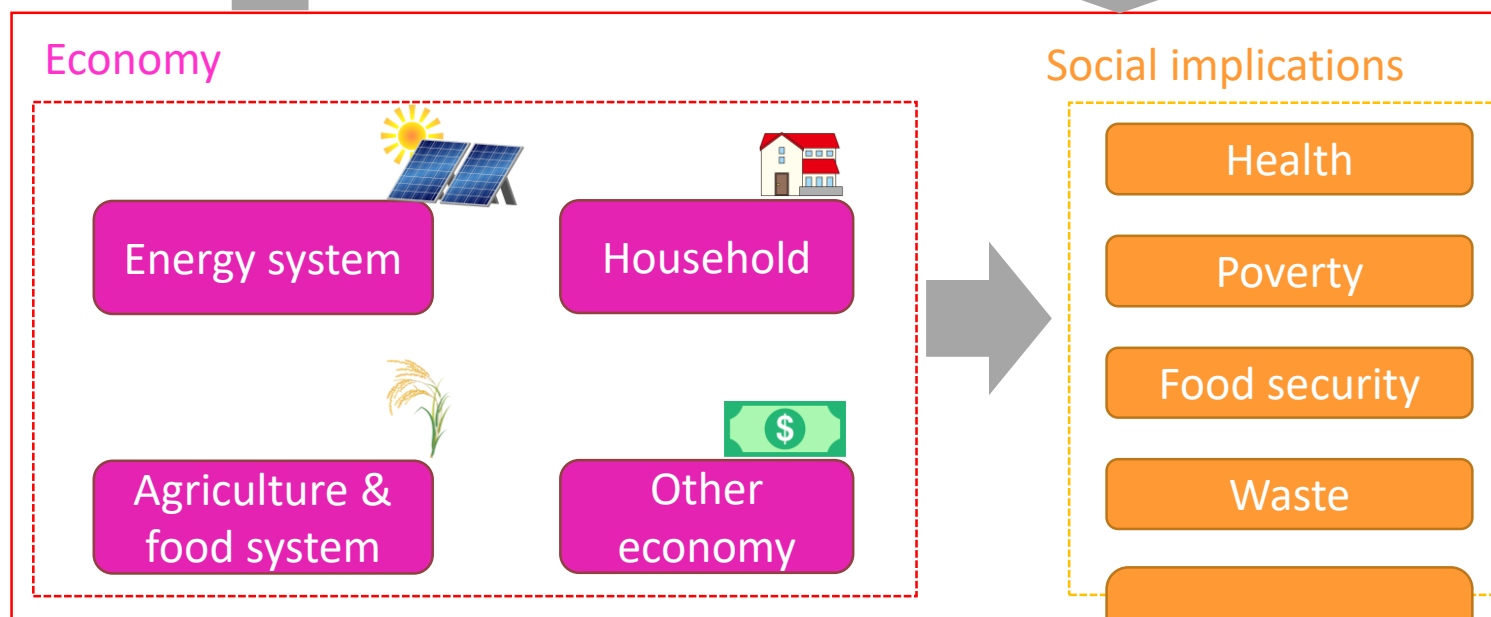 Economy
Energy system
Household
Agriculture &
food system
$
Other
economy
Social implications
Health
Poverty
Food security
Waste